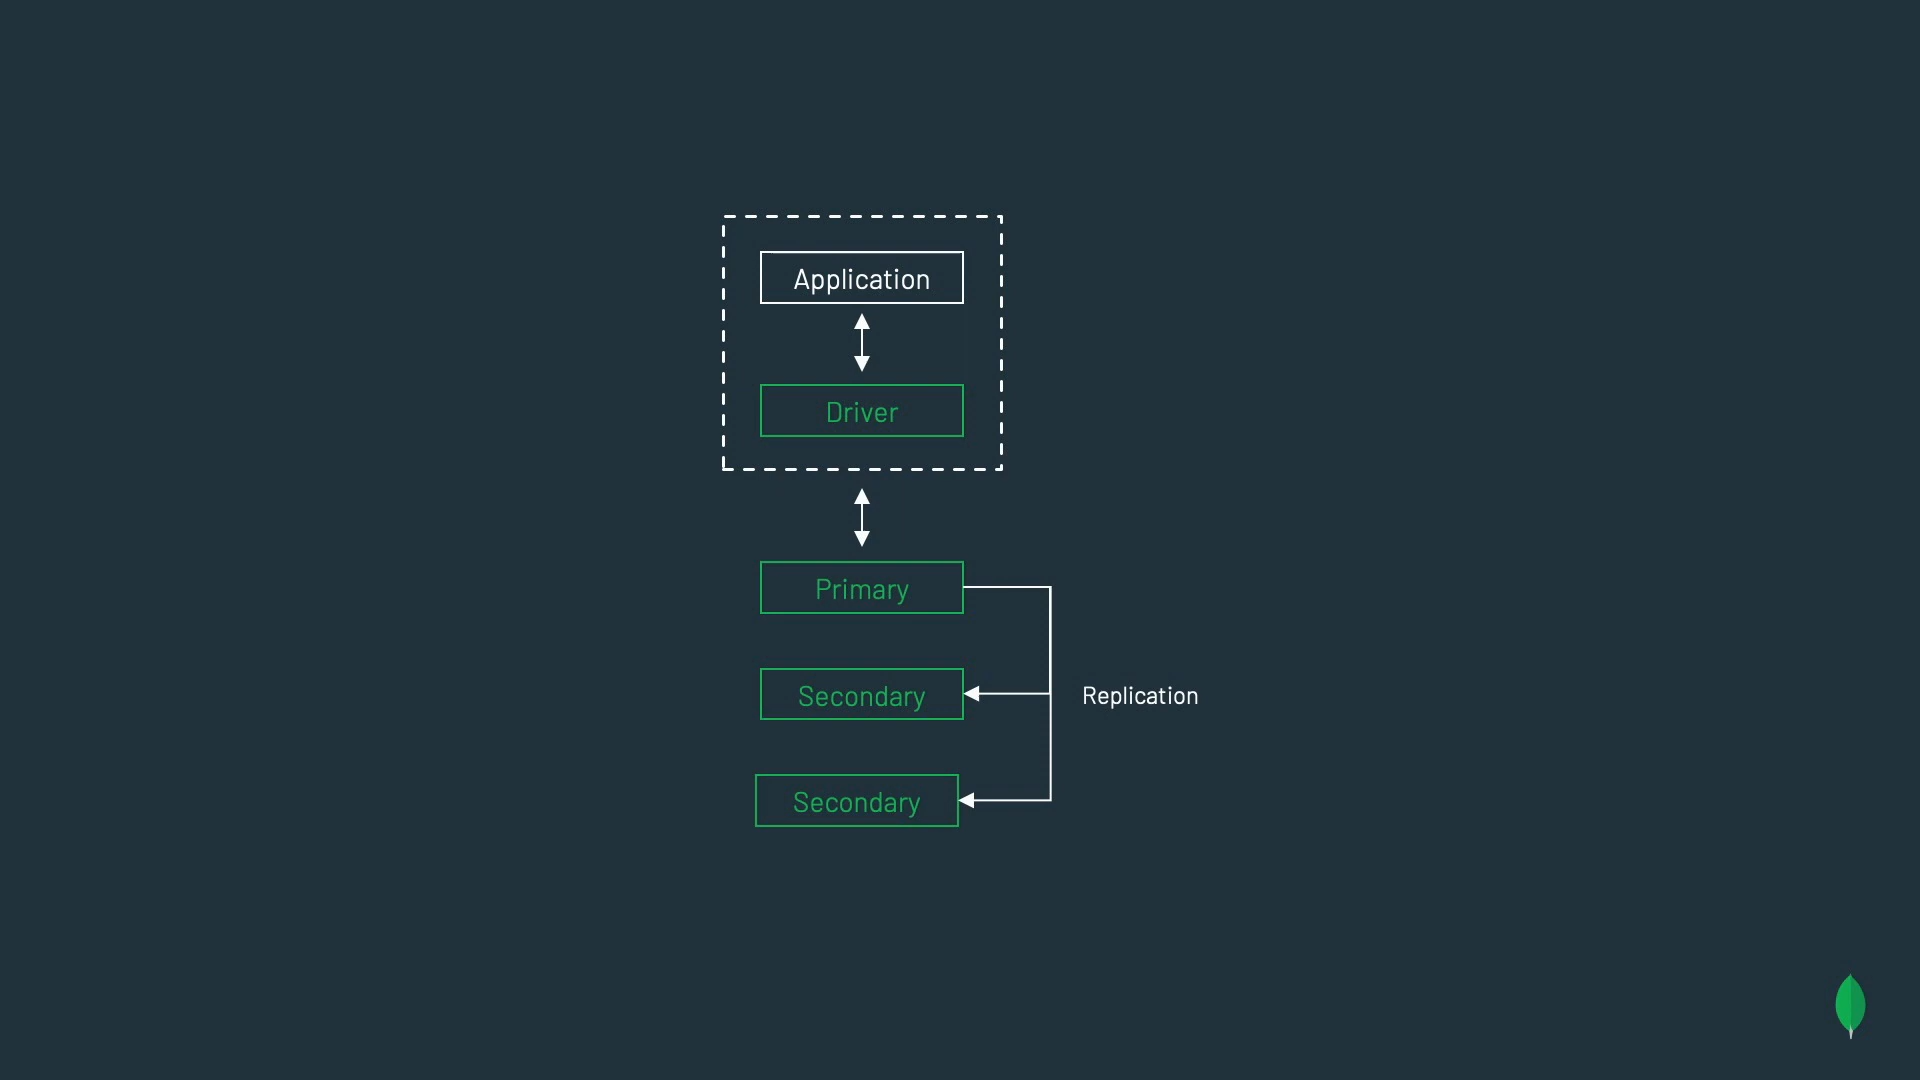 Application
Driver
Primary
Secondary
Replication
Secondary